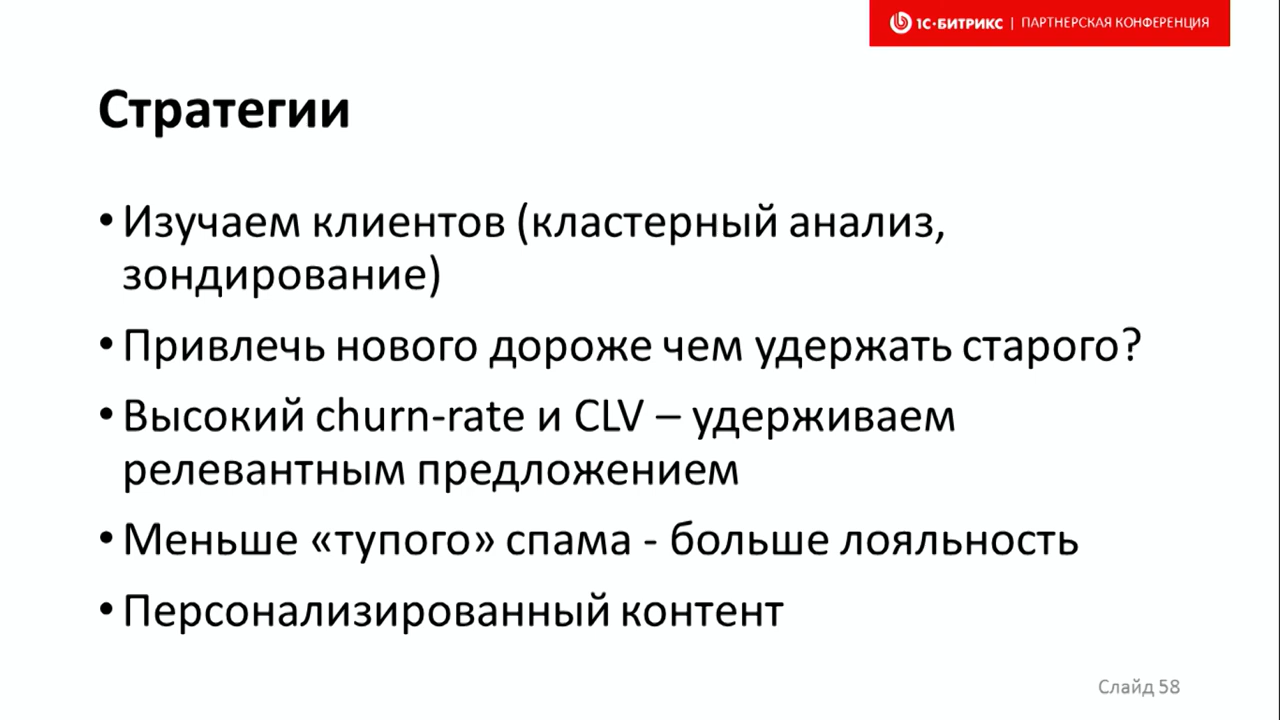 1С·БИТРИКС | ПАРТНЕРСКАЯ КОНФЕРЕНЦИЯ
Стратегии
• Изучаем клиентов (кластерный анализ,
зондирование)
• Привлечь нового дороже чем удержать старого?
• Высокий churn-rate и CLV – удерживаем
релевантным предложением
• Меньше «тупого» спама - больше лояльность
• Персонализированный контент
Слайд 58